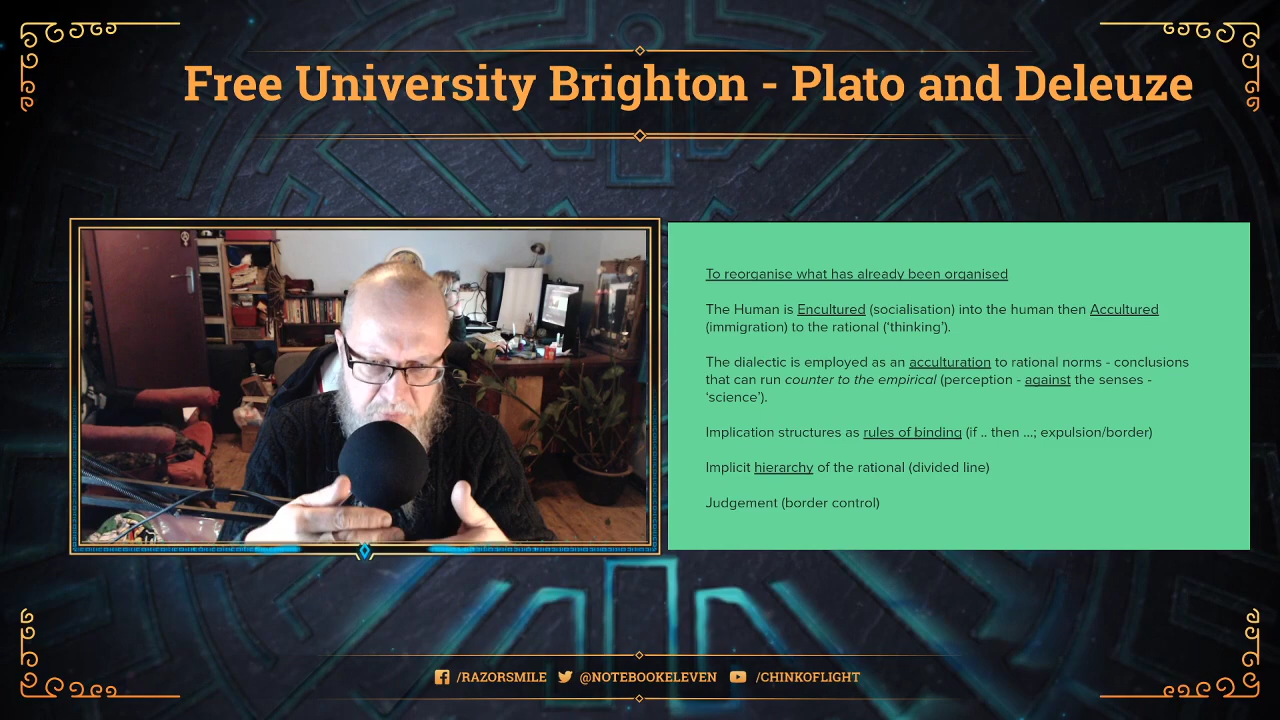 Free University Brighton - Plato and Deleuze
To reorganise what has already been organised
The Human is Encultured (socialisation) into the human then Accultured
(immigration) to the rational (‘thinking’).
The dialectic is employed as an acculturation to rational norms - conclusions
that can run counter to the empirical (perception - against the senses -
‘science’).
Implication structures as rules of binding (if .. then ...; expulsion/border)
Implicit hierarchy of the rational (divided line)
Judgement (border control)
/RAZORSMILE @NOTEBOOKELEVEN /CHINKOFLIGHT